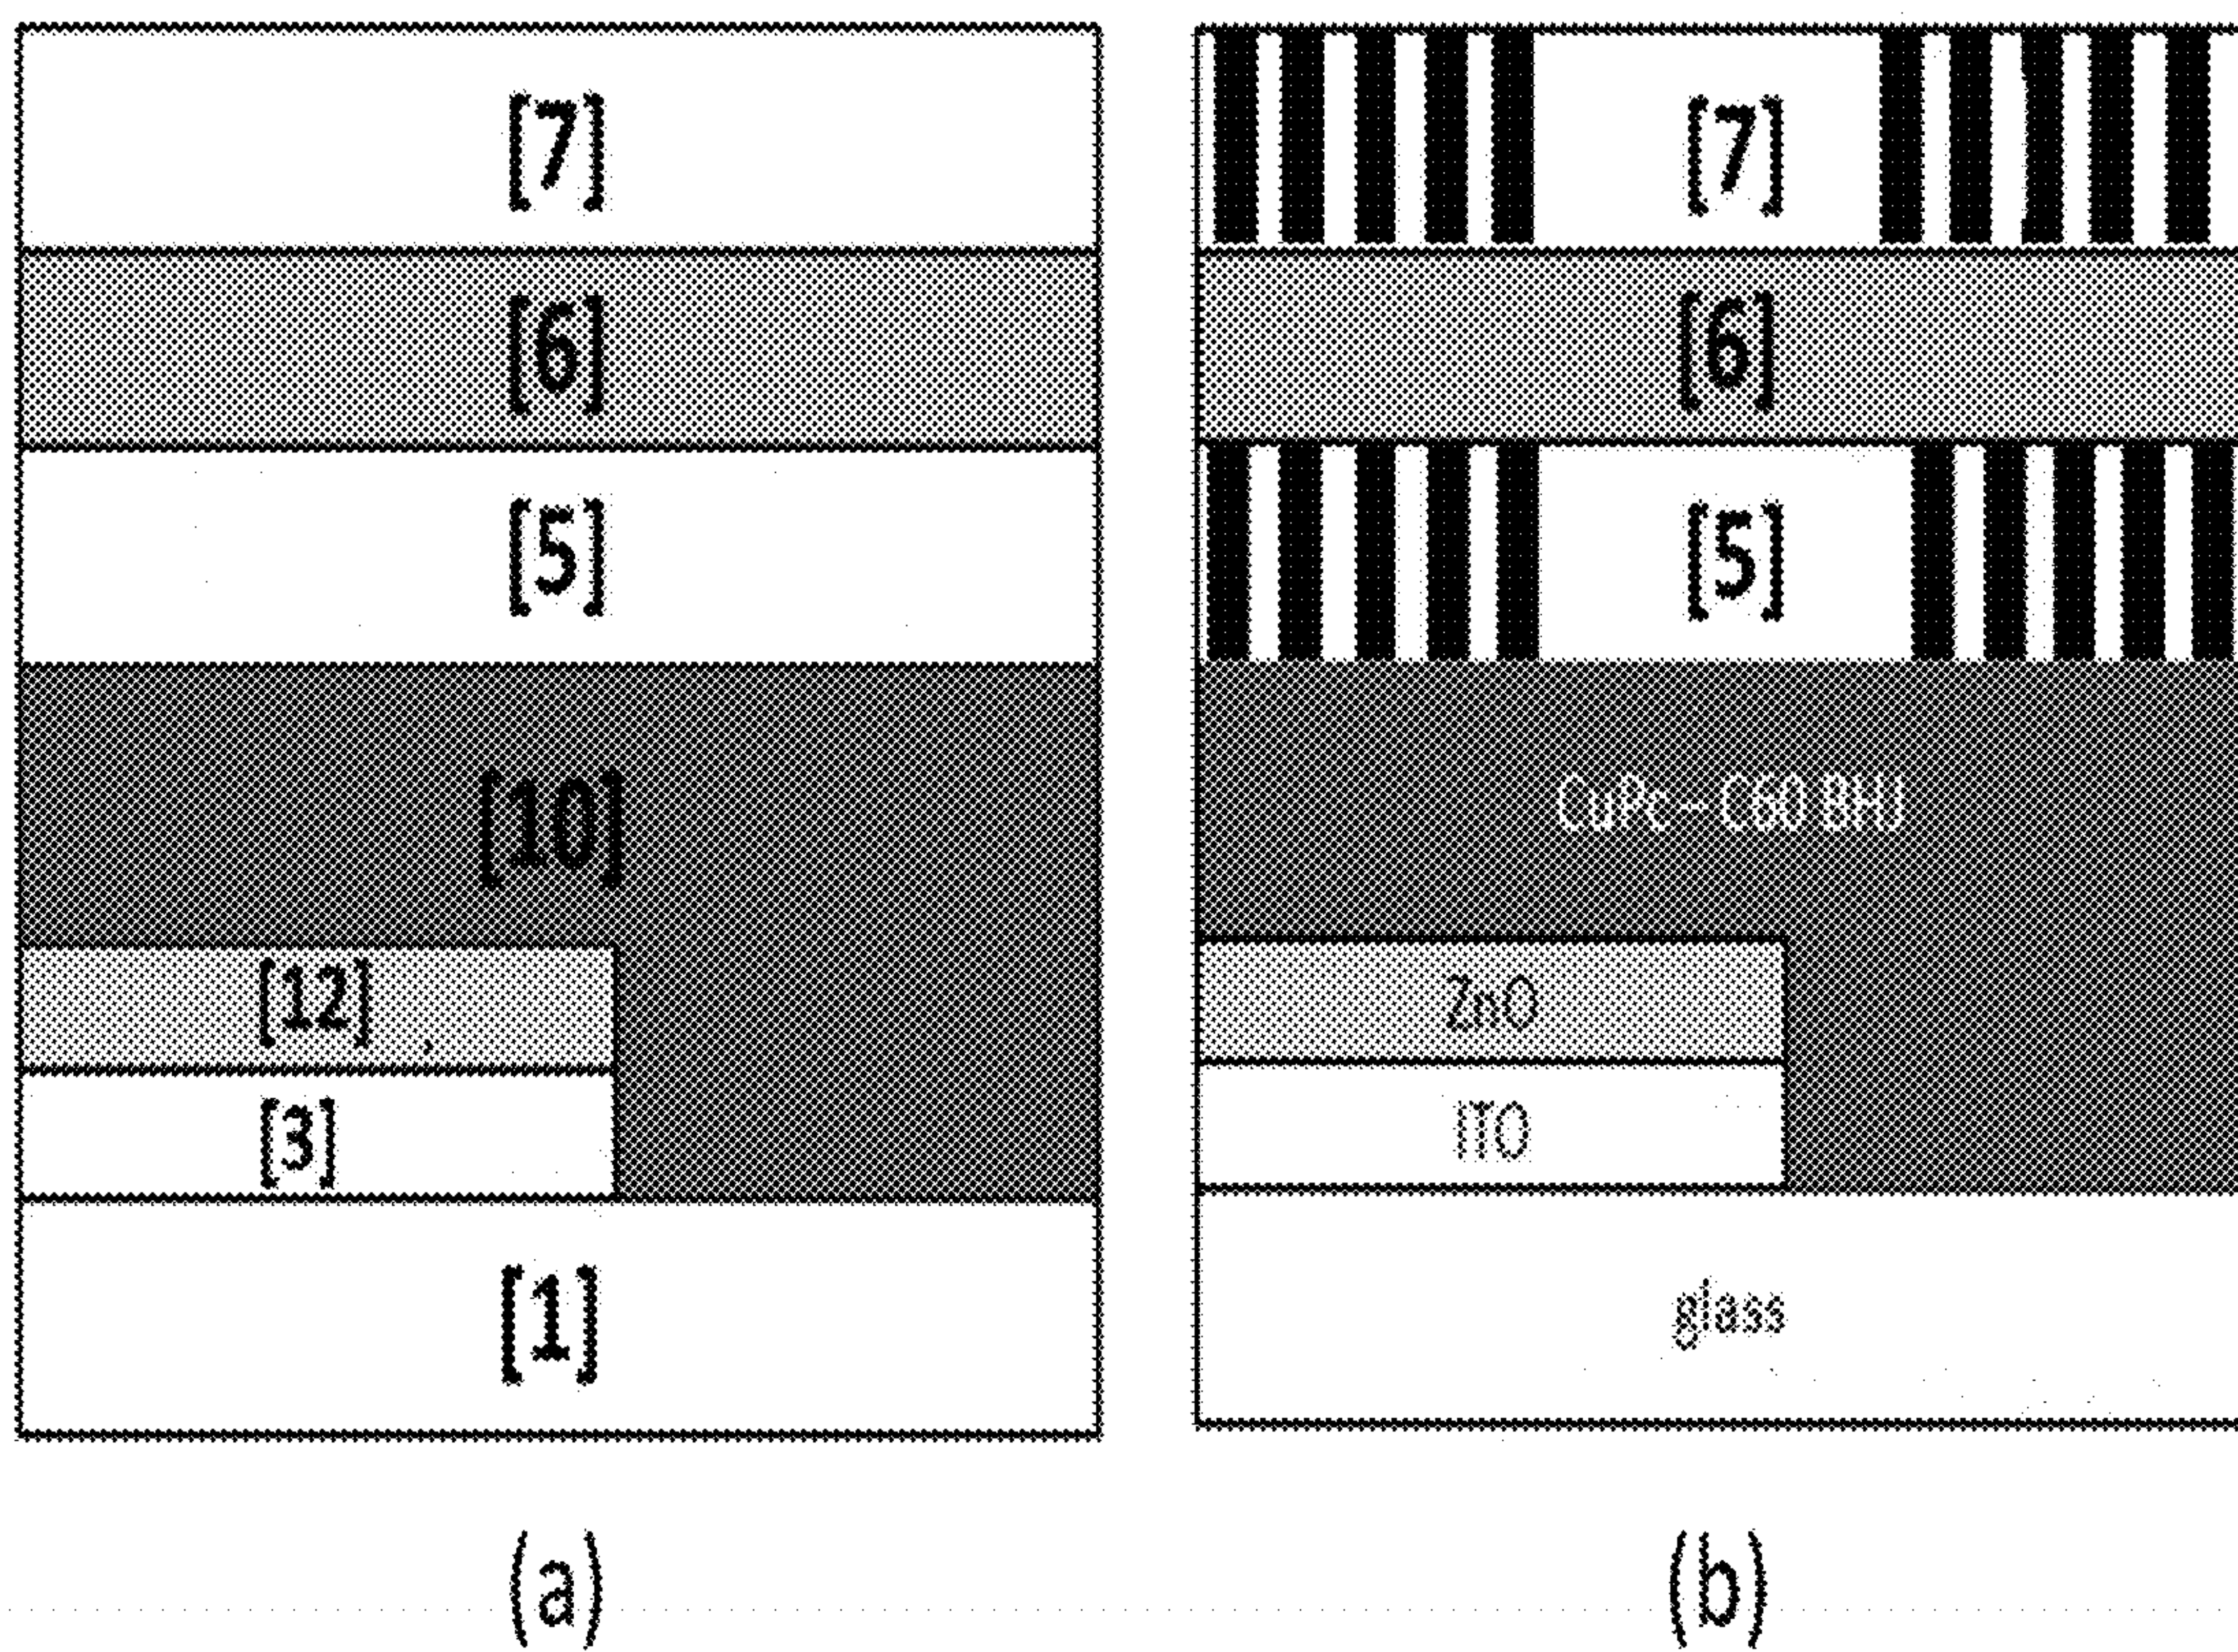 [7]
[6]
[5]
[10]
[12]
[3]
[1]
(a)
[7]
[6]
[5]
CuPc – C60 BHJ
ZnO
ITO
glass
(b)